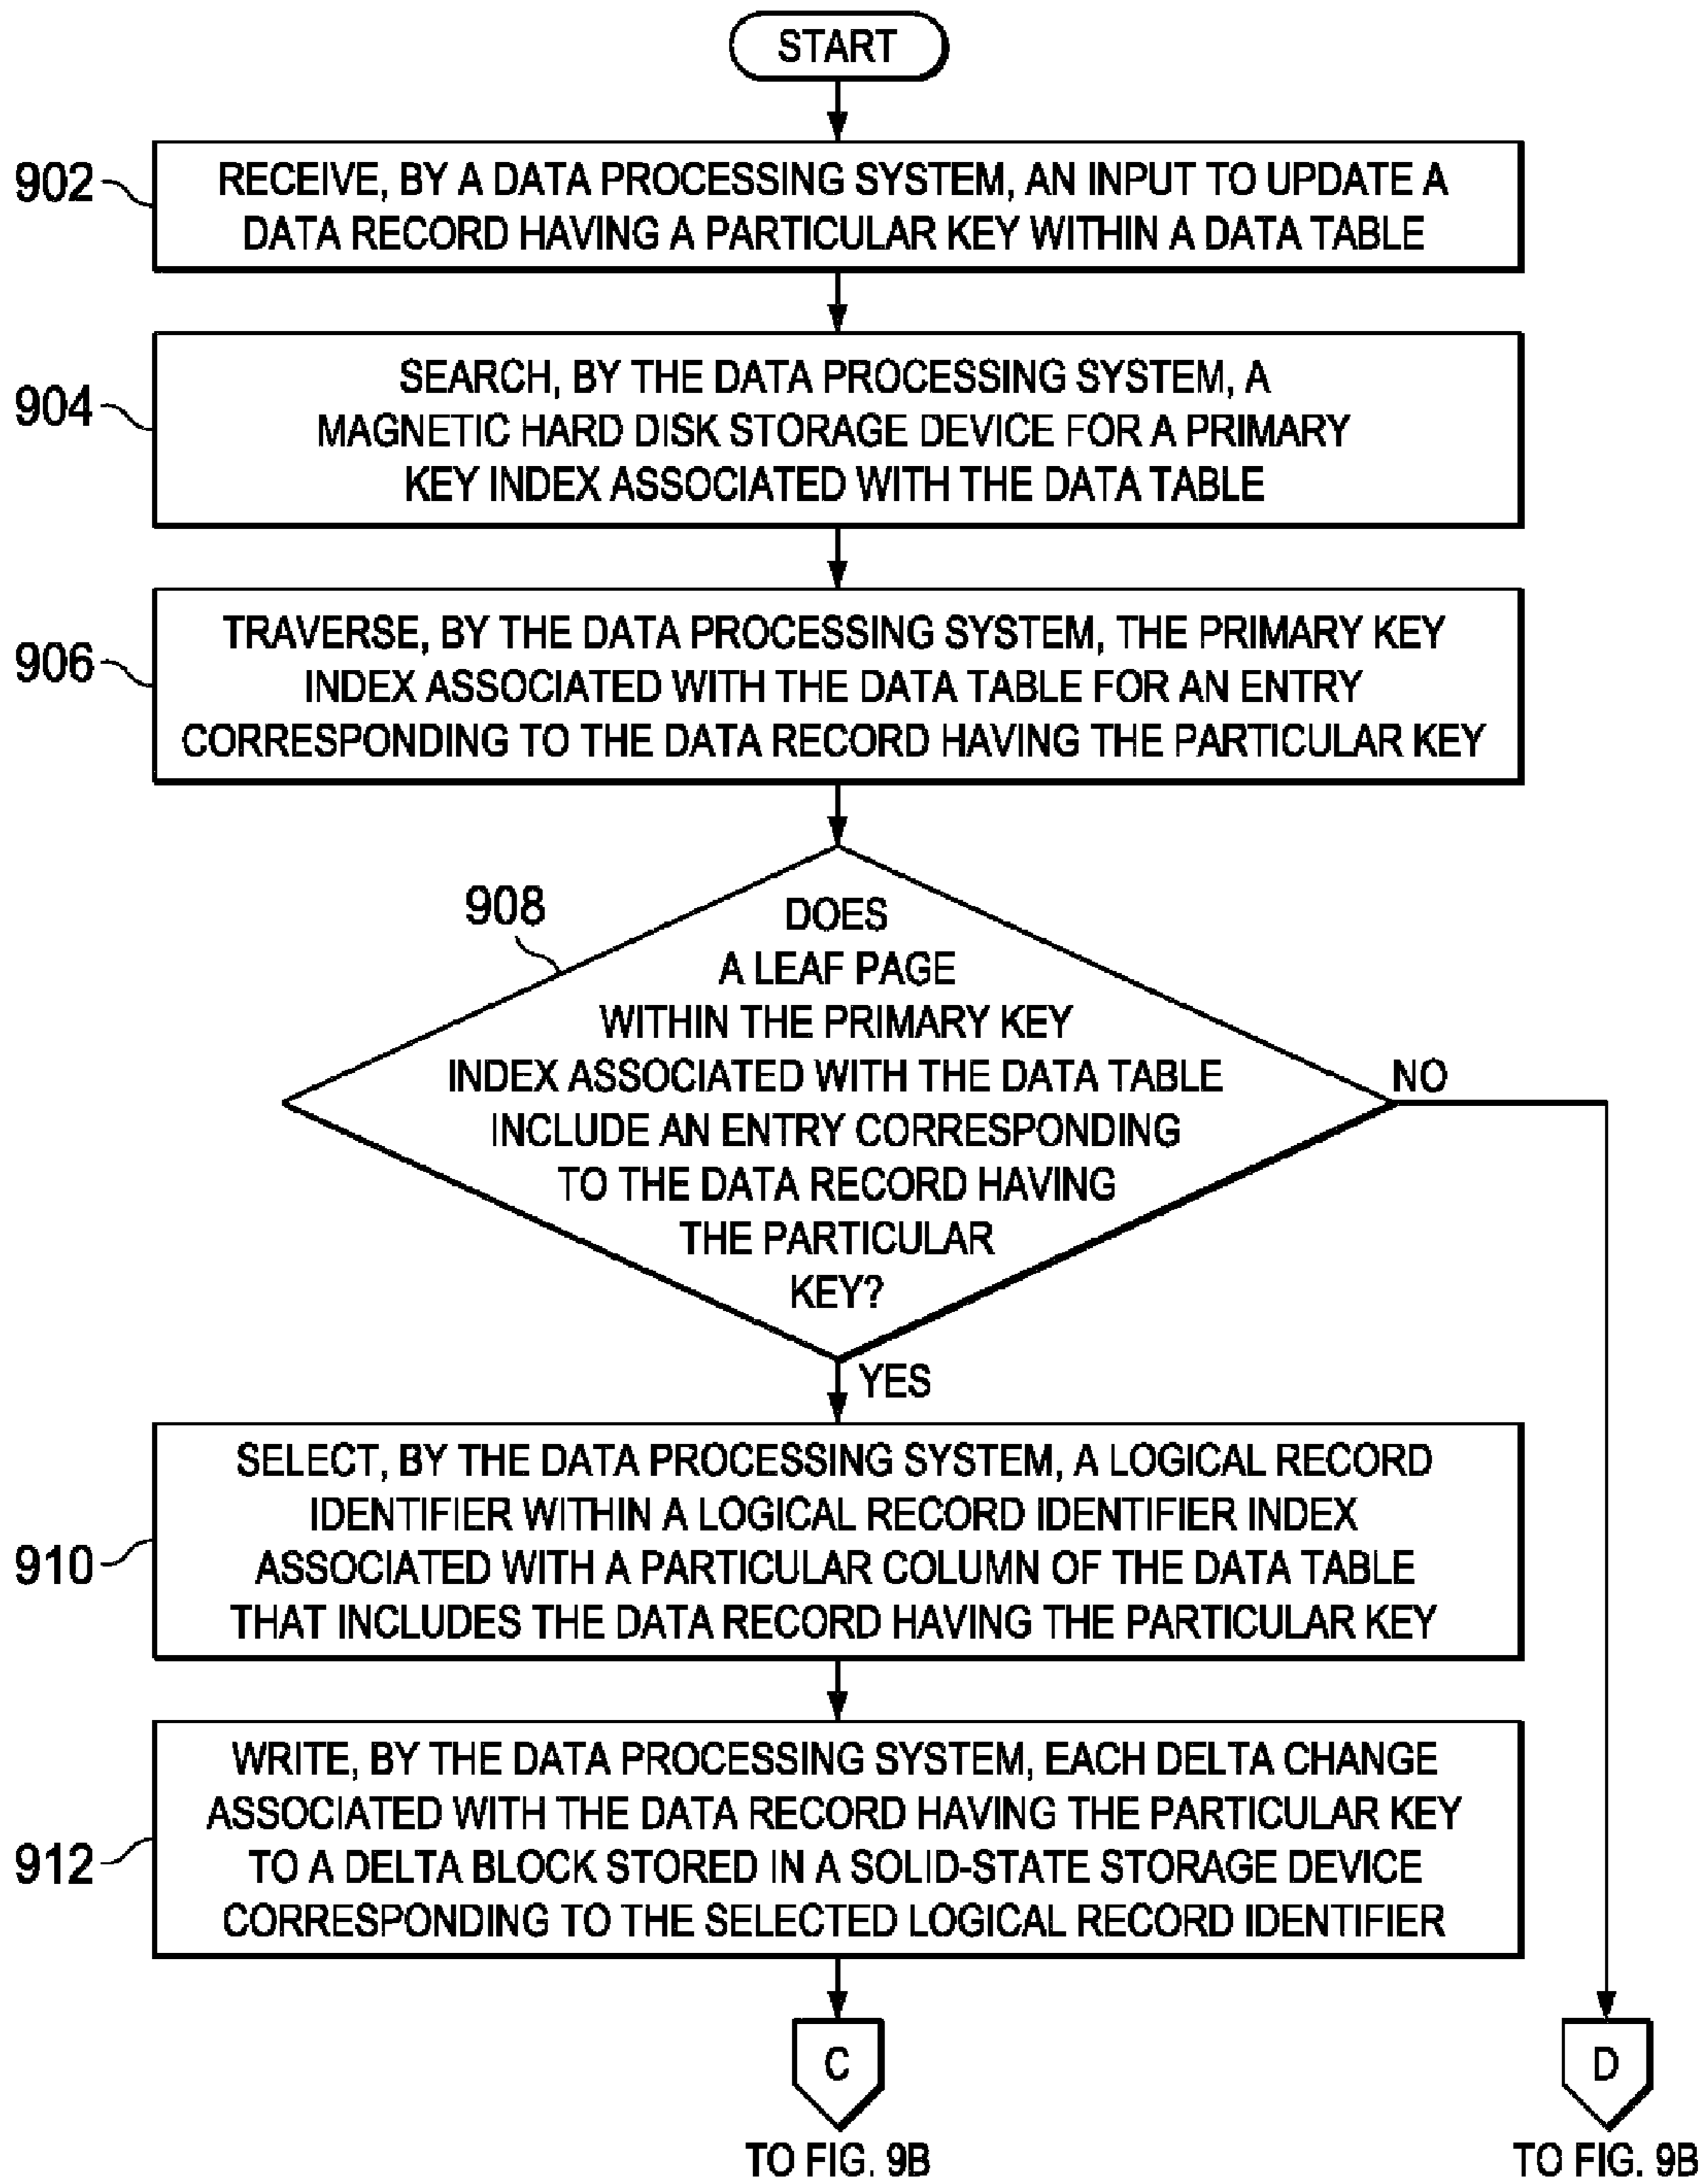 START
902
RECEIVE, BY A DATA PROCESSING SYSTEM, AN INPUT TO UPDATE A
DATA RECORD HAVING A PARTICULAR KEY WITHIN A DATA TABLE
904
SEARCH, BY THE DATA PROCESSING SYSTEM, A
MAGNETIC HARD DISK STORAGE DEVICE FOR A PRIMARY
KEY INDEX ASSOCIATED WITH THE DATA TABLE
906
TRAVERSE, BY THE DATA PROCESSING SYSTEM, THE PRIMARY KEY
INDEX ASSOCIATED WITH THE DATA TABLE FOR AN ENTRY
CORRESPONDING TO THE DATA RECORD HAVING THE PARTICULAR KEY
908
DOES
A LEAF PAGE
WITHIN THE PRIMARY KEY
INDEX ASSOCIATED WITH THE DATA TABLE
INCLUDE AN ENTRY CORRESPONDING
TO THE DATA RECORD HAVING
THE PARTICULAR
KEY?
NO
YES
910
SELECT, BY THE DATA PROCESSING SYSTEM, A LOGICAL RECORD
IDENTIFIER WITHIN A LOGICAL RECORD IDENTIFIER INDEX
ASSOCIATED WITH A PARTICULAR COLUMN OF THE DATA TABLE
THAT INCLUDES THE DATA RECORD HAVING THE PARTICULAR KEY
912
WRITE, BY THE DATA PROCESSING SYSTEM, EACH DELTA CHANGE
ASSOCIATED WITH THE DATA RECORD HAVING THE PARTICULAR KEY
TO A DELTA BLOCK STORED IN A SOLID-STATE STORAGE DEVICE
CORRESPONDING TO THE SELECTED LOGICAL RECORD IDENTIFIER
C
TO FIG. 9B
D
TO FIG. 9B